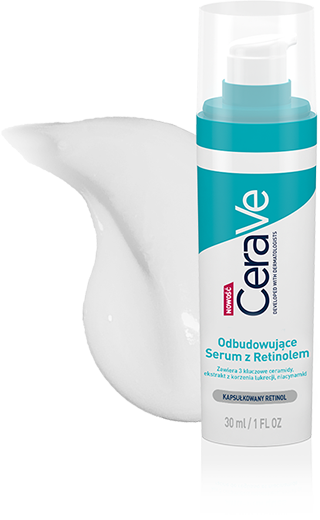 CeraVe
DEVELOPED WITH DERMATOLOGISTS
NOWOŚĆ
Odbudowujące
Serum z Retinolem
Zawiera 3 kluczowe ceramidy,
ekstrakt z korzenia lukrecji, niacynamid
KAPSUŁKOWANY RETINOL
30 ml / 1 FL OZ